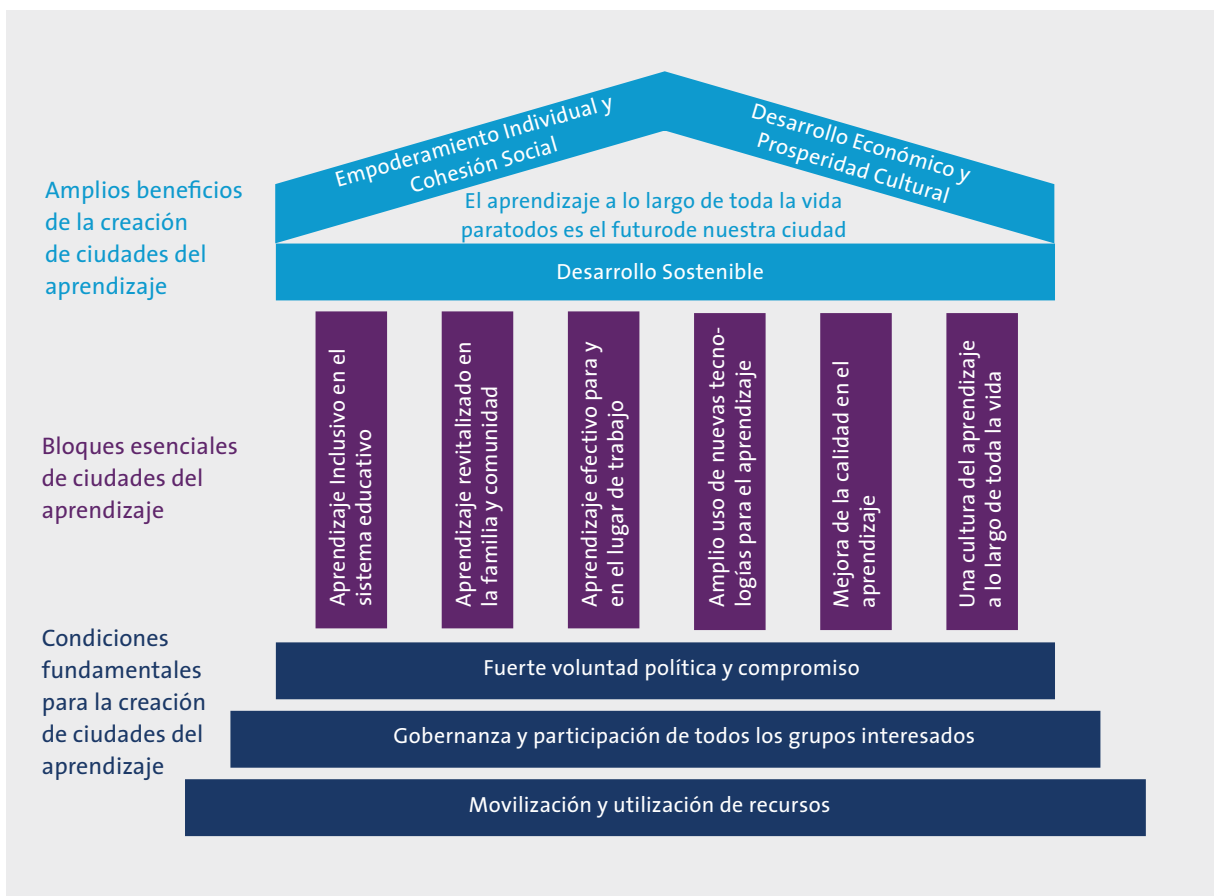 Empoderamiento Individual y
Cohesión Social
Desarrollo Económico y
Prosperidad Cultural
Amplios beneficios
de la creación
de ciudades del
aprendizaje
El aprendizaje a lo largo de toda la vida
paratodos es el futurode nuestra ciudad
Desarrollo Sostenible
Bloques esenciales
de ciudades del
aprendizaje
Aprendizaje Inclusivo en el
sistema educativo
Aprendizaje revitalizado en
la familia y comunidad
Aprendizaje efectivo para y
en el lugar de trabajo
Amplio uso de nuevas tecno-
logías para el aprendizaje
Mejora de la calidad en el
aprendizaje
Una cultura del aprendizaje
a lo largo de toda la vida
Condiciones
fundamentales
para la creación
de ciudades del
aprendizaje
Fuerte voluntad política y compromiso
Gobernanza y participación de todos los grupos interesados
Movilización y utilización de recursos